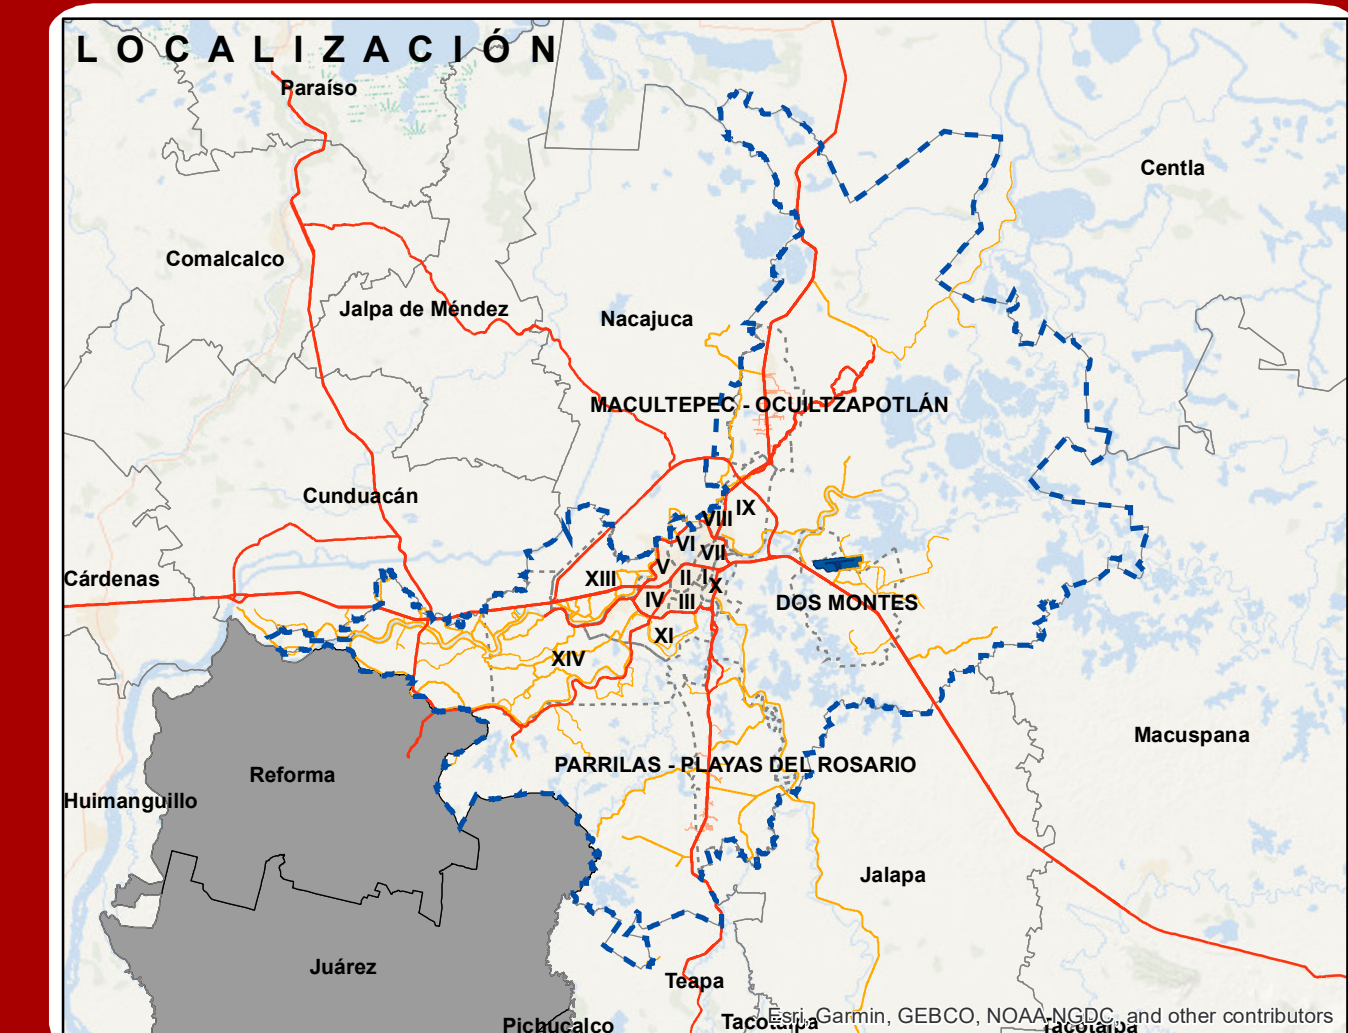 LOCALIZACIÓN
Paraíso
Centla
Comalcalco
Jalpa de Méndez
Nacajuca
MACULTEPEC - OCUILTZAPOTLÁN
Cunduacán
IX
VIII
VI
VII
V
Cárdenas
XIII
II
I
X
IV
III
DOS MONTES
XI
XIV
Macuspana
PARRILAS - PLAYAS DEL ROSARIO
Reforma
Huimanguillo
Jalapa
Juárez
Teapa
Pichucalco
Tacotalpa
Tacotalpa
Esri, Garmin, GEBCO, NOAA NGDC, and other contributors